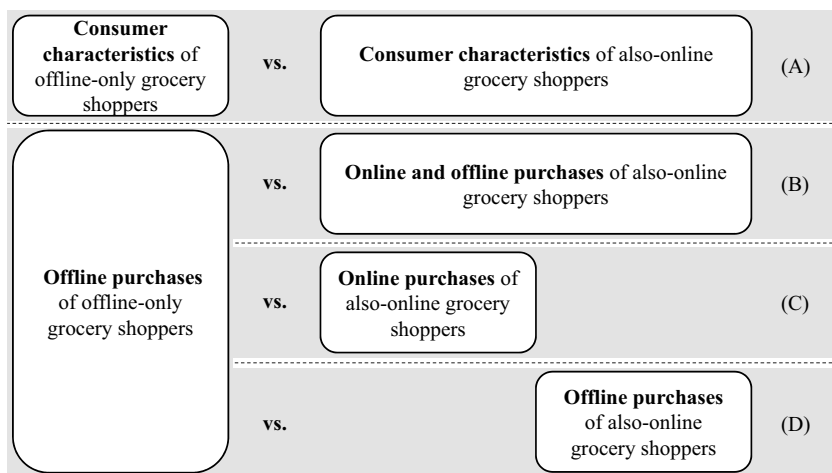 Consumer
characteristics of
offline-only grocery
shoppers
vs.
Consumer characteristics of also-online
grocery shoppers
(A)
Offline purchases
of offline-only
grocery shoppers
vs.
Online and offline purchases of also-online
grocery shoppers
(B)
vs.
Online purchases of
also-online grocery
shoppers
(C)
vs.
Offline purchases
of also-online
grocery shoppers
(D)